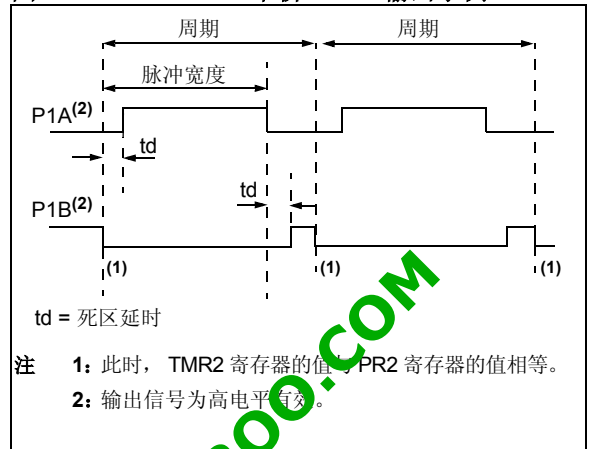 周期 周期
脉冲宽度
P1A(2)
td
td
P1B(2)
(1) (1) (1)
td = 死区延时
注 1: 此时， TMR2 寄存器的值 PR2 寄存器的值相等。
2: 输出信号为高电平有效。
OO.COM